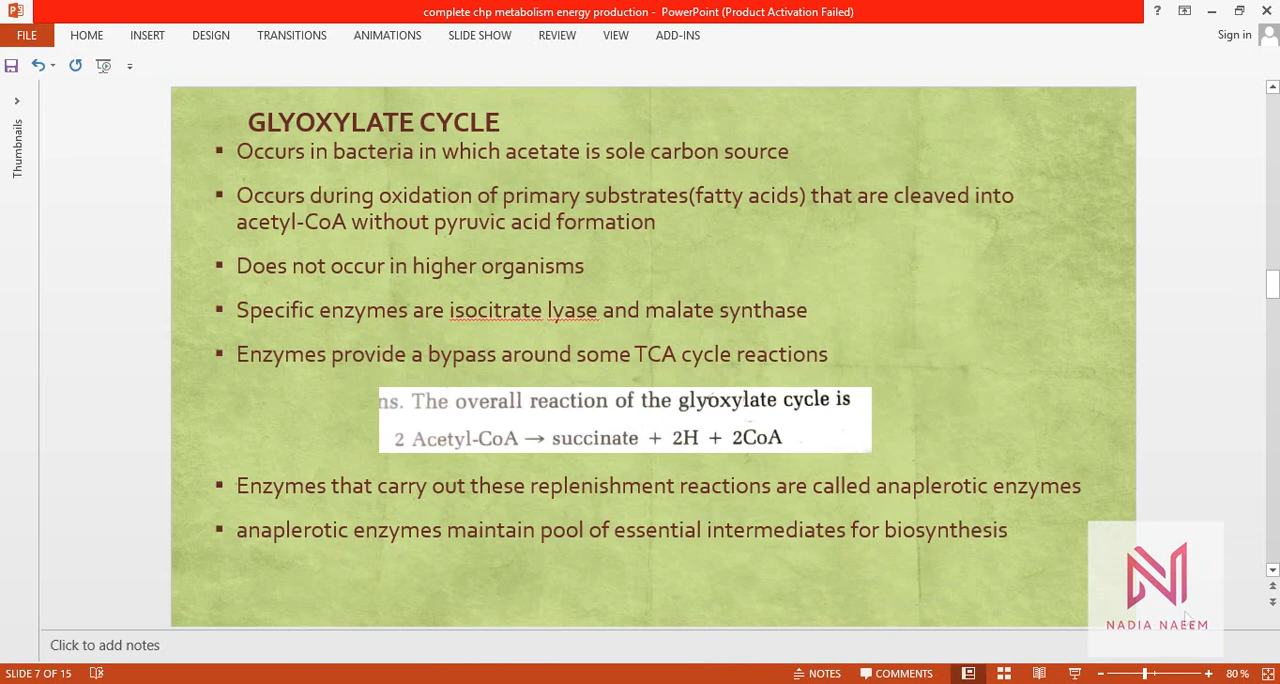 complete chp metabolism energy production - PowerPoint (Product Activation Failed)
FILE HOME INSERT DESIGN TRANSITIONS ANIMATIONS SLIDE SHOW REVIEW VIEW ADD-INS
Sign in
Thumbnails
GLYOXYLATE CYCLE
Occurs in bacteria in which acetate is sole carbon source
Occurs during oxidation of primary substrates(fatty acids) that are cleaved into
acetyl-CoA without pyruvic acid formation
Does not occur in higher organisms
Specific enzymes are isocitrate lyase and malate synthase
Enzymes provide a bypass around some TCA cycle reactions
ns. The overall reaction of the glyoxylate cycle is
2 Acetyl-CoA → succinate + 2H + 2CoA
Enzymes that carry out these replenishment reactions are called anaplerotic enzymes
anaplerotic enzymes maintain pool of essential intermediates for biosynthesis
NADIA NAEEM
Click to add notes
SLIDE 7 OF 15 NOTES COMMENTS 80 %